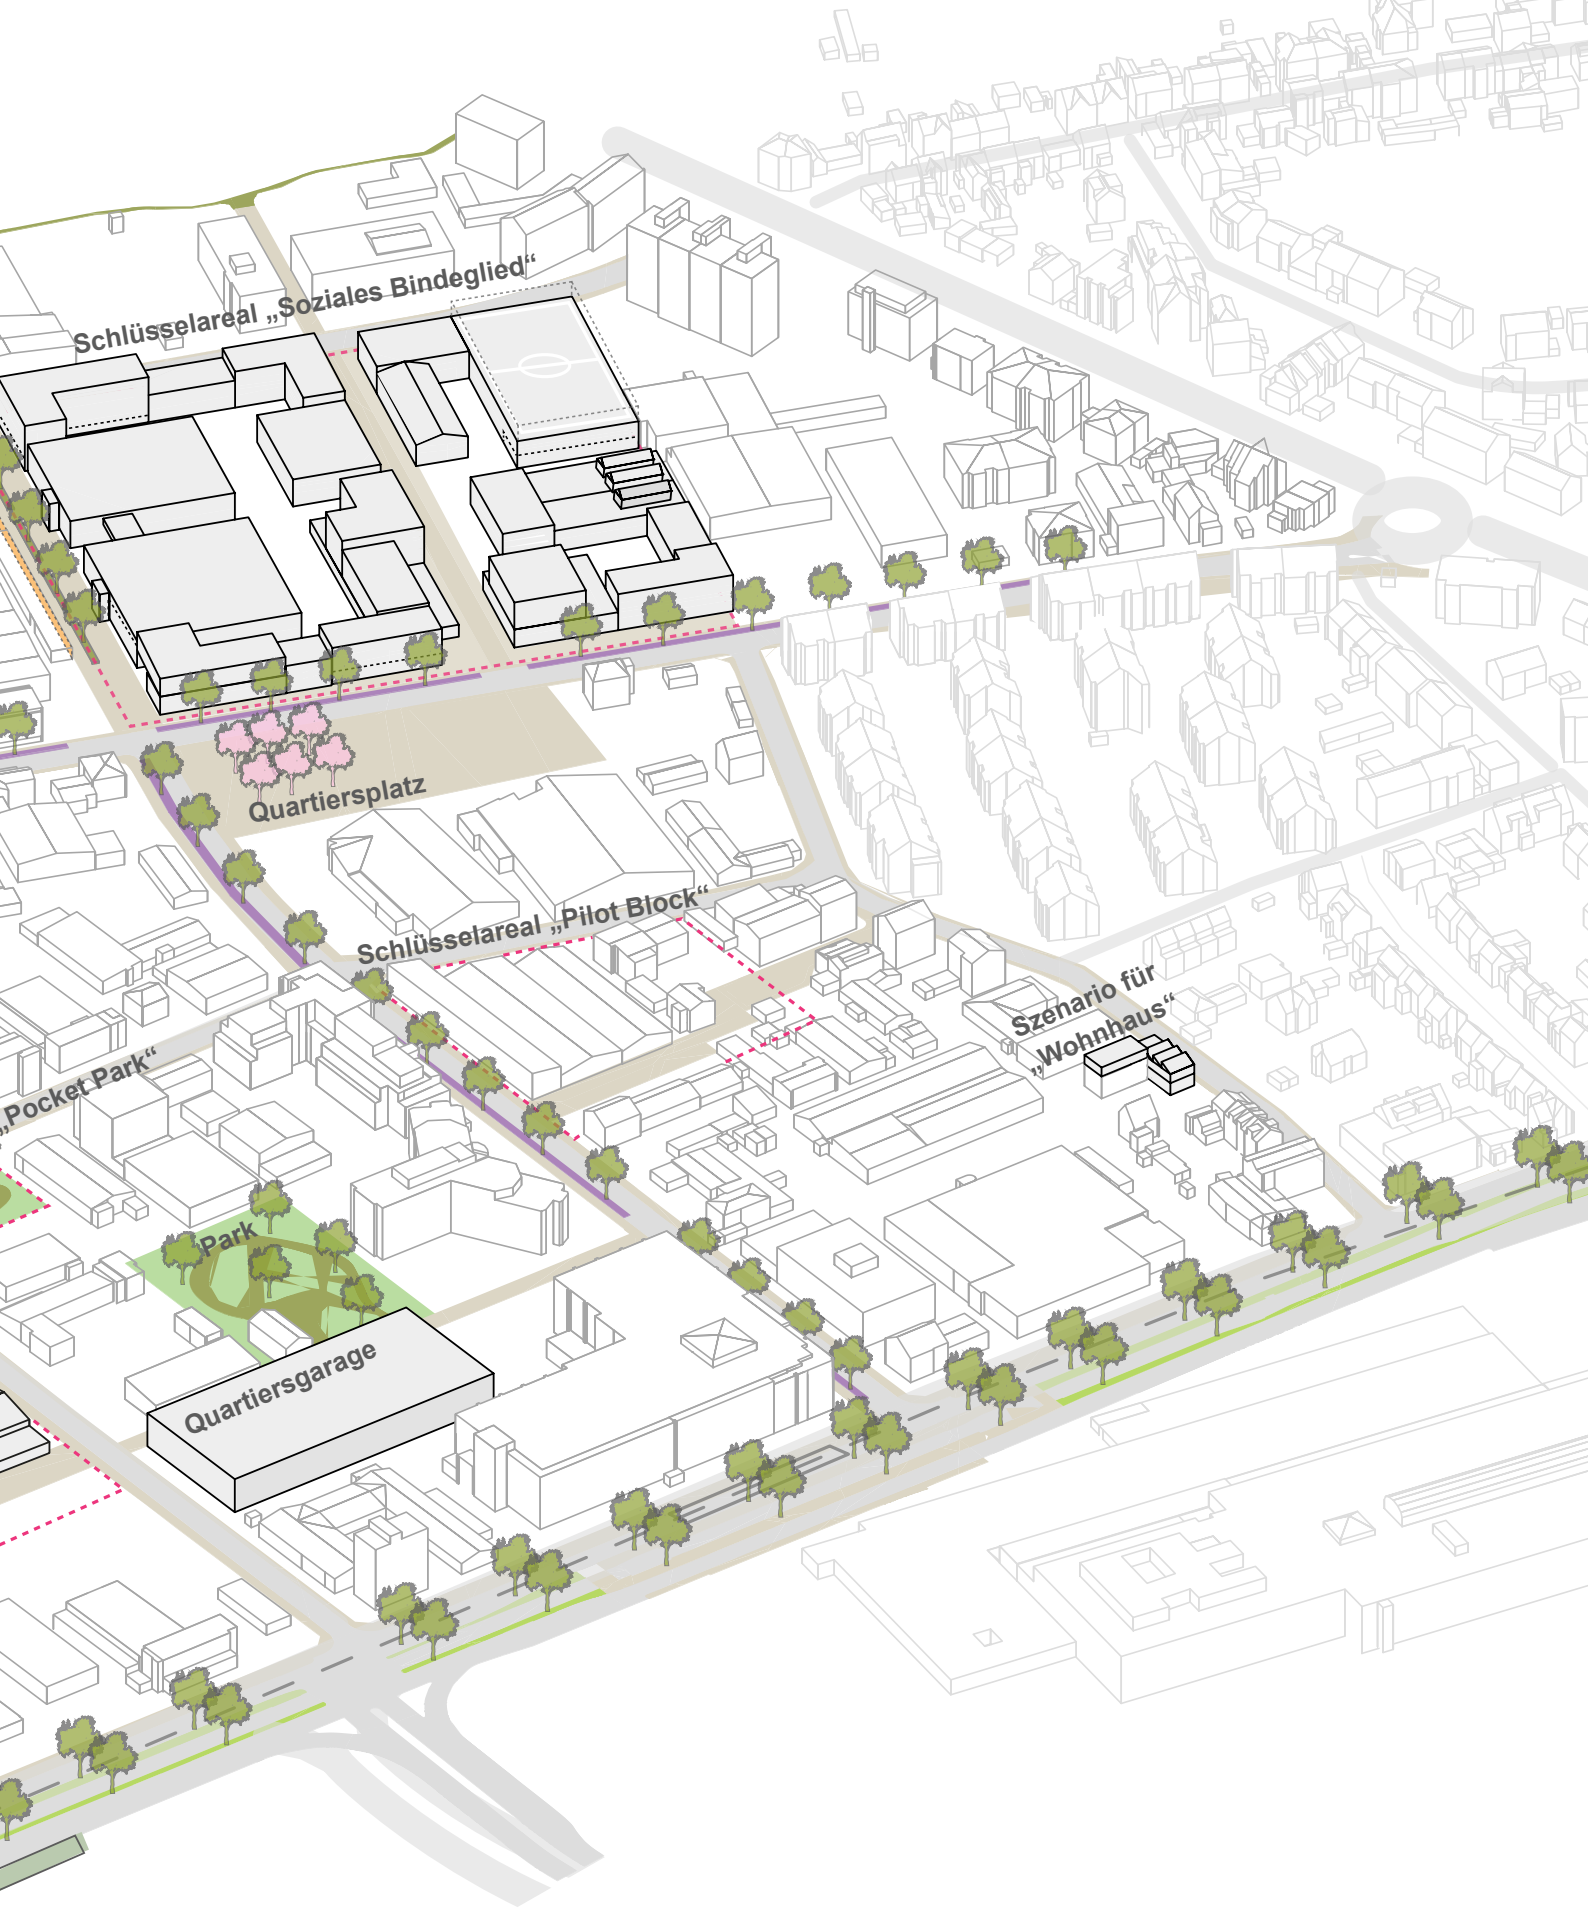 Schlüsselareal „Soziales Bindeglied“
Quartiersplatz
Schlüsselareal „Pilot Block“
Szenario für
„Wohnhaus“
„Pocket Park“
Park
Quartiersgarage